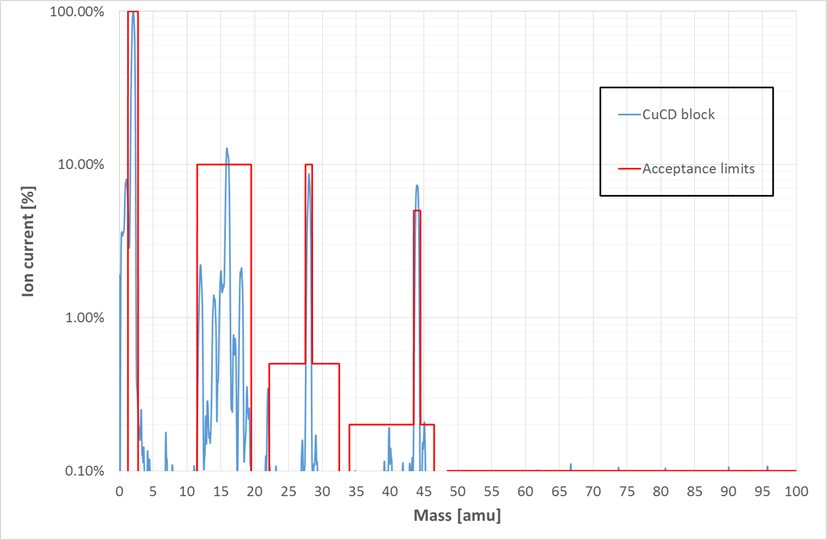 100.00%
10.00%
1.00%
0.10%
Ion current [%]
CuCD block
Acceptance limits
0 5 10 15 20 25 30 35 40 45 50 55 60 65 70 75 80 85 90 95 100
Mass [amu]